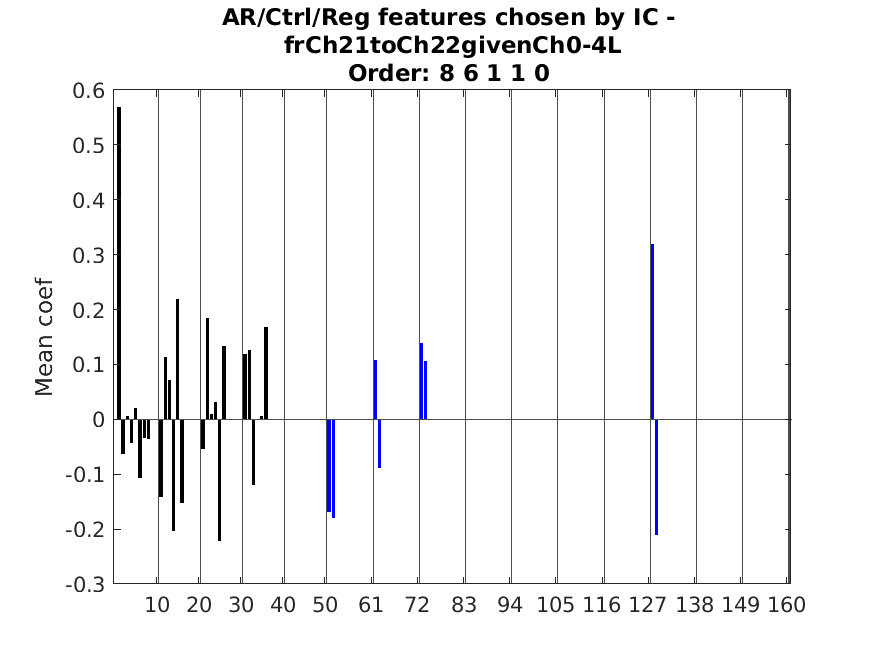 AR/Ctrl/Reg features chosen by IC -
frCh21toCh22givenCh0-4L
Order: 8 6 1 1 0
0.6
0.5
0.4
0.3
0.2
0.1
0
-0.1
-0.2
-0.3
Mean coef
10 20 30 40 50 61 72 83 94 105 116 127 138 149 160